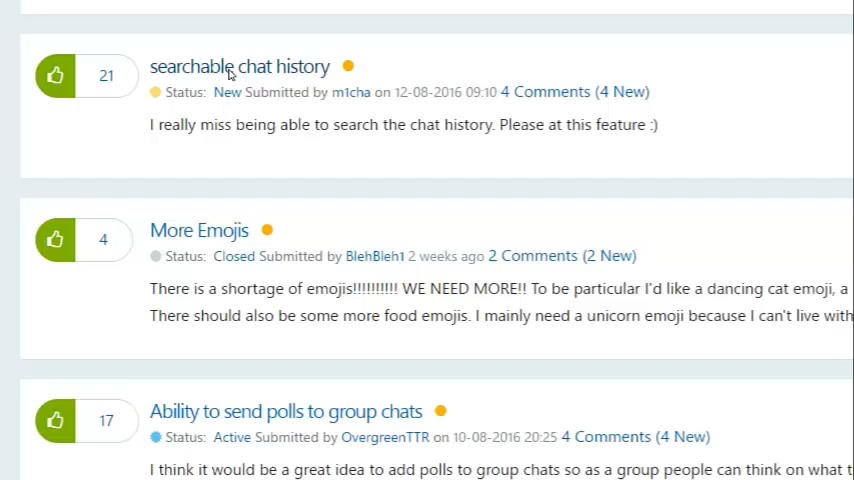 21
searchable chat history
Status: New Submitted by m1cha on 12-08-2016 09:10 4 Comments (4 New)
I really miss being able to search the chat history. Please at this feature :)
4
More Emojis
Status: Closed Submitted by BlehBleh1 2 weeks ago 2 Comments (2 New)
There is a shortage of emojis!!!!!!!!!! WE NEED MORE!! To be particular I'd like a dancing cat emoji, a
There should also be some more food emojis. I mainly need a unicorn emoji because I can't live with
17
Ability to send polls to group chats
Status: Active Submitted by OvergreenTTR on 10-08-2016 20:25 4 Comments (4 New)
I think it would be a great idea to add polls to group chats so as a group people can think on what t